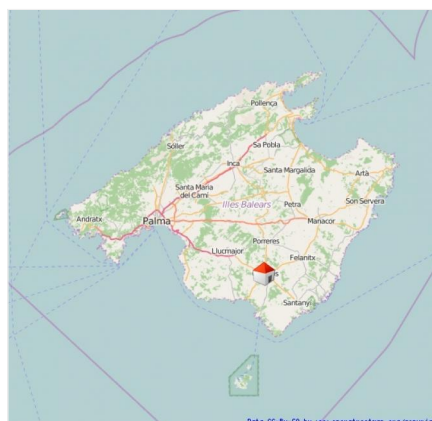 Pollença
Sóller
Sa Pobla
Inca
Santa Margalida
Artà
Santa Maria
del Camí
Illes Balears
Petra
Son Servera
Andratx
Palma
Manacor
Porreres
Llucmajor
Felanitx
Santanyí